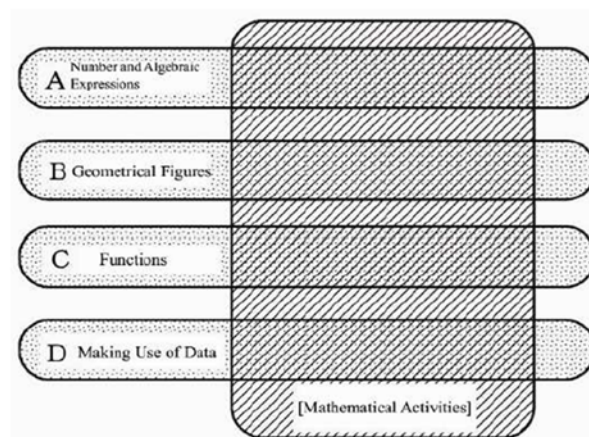 A Number and Algebraic
Expressions
B Geometrical Figures
C Functions
D Making Use of Data
[Mathematical Activities]